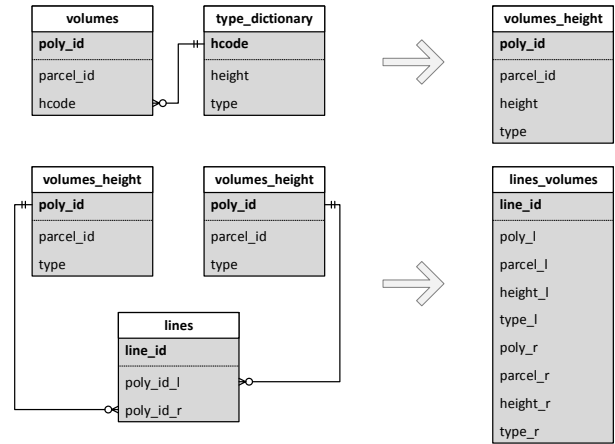 volumes
poly_id
parcel_id
hcode
type_dictionary
hcode
height
type
volumes_height
poly_id
parcel_id
height
type
volumes_height
poly_id
parcel_id
type
volumes_height
poly_id
parcel_id
type
lines
line_id
poly_id_l
poly_id_r
lines_volumes
line_id
poly_l
parcel_l
height_l
type_l
poly_r
parcel_r
height_r
type_r